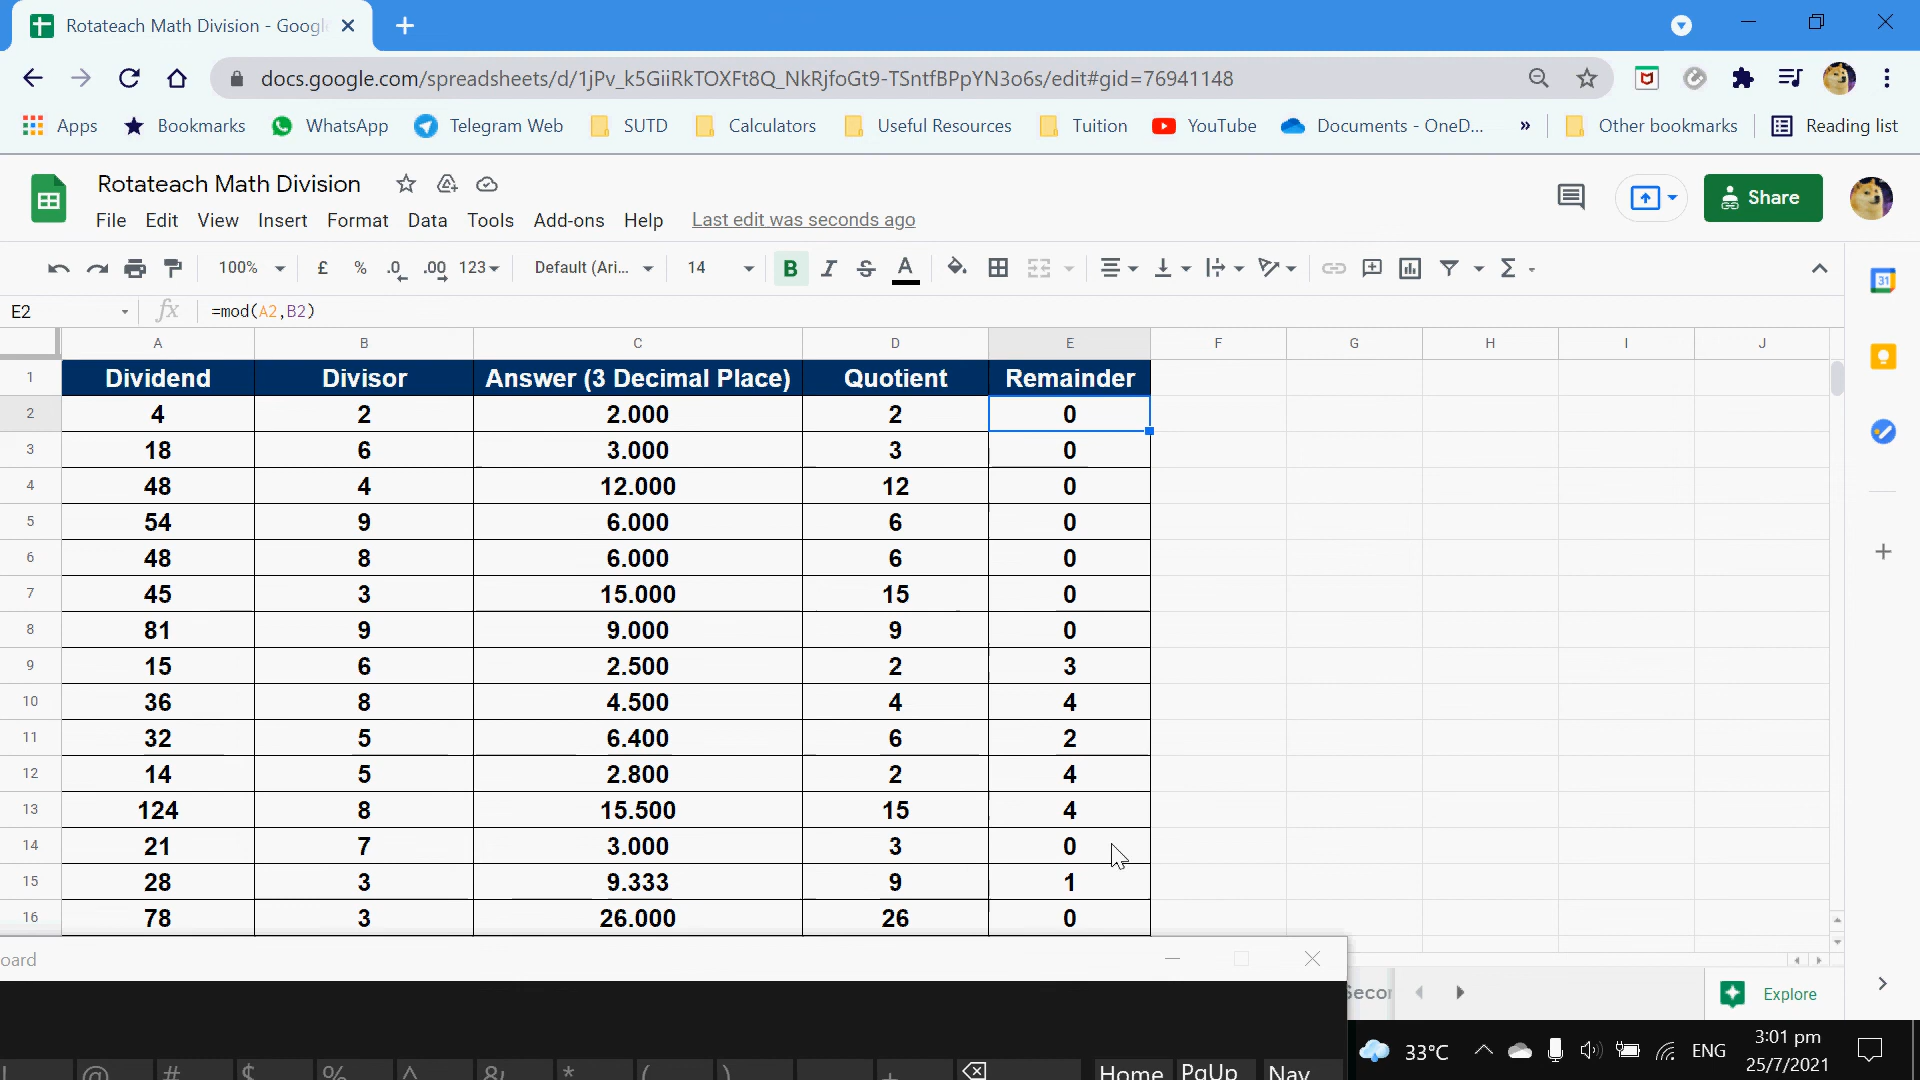 Rotateach Math Division - Googl
docs.google.com/spreadsheets/d/1jPv_k5GiiRkTOXFt8Q_NkRjfoGt9-TSntfBPpYN3o6s/edit#gid=76941148
Apps Bookmarks WhatsApp Telegram Web SUTD Calculators Useful Resources Tuition YouTube Documents - OneD... » Other bookmarks Reading list
Rotateach Math Division
Share
File Edit View Insert Format Data Tools Add-ons Help Last edit was seconds ago
100% £ % .0 .00 123 Default (Ari... 14 B I S A Σ
31
E2 fx =mod(A2,B2)
A B C D E F G H I J
1 Dividend Divisor Answer (3 Decimal Place) Quotient Remainder
2 4 2 2.000 2 0
3 18 6 3.000 3 0
4 48 4 12.000 12 0
5 54 9 6.000 6 0
6 48 8 6.000 6 0
7 45 3 15.000 15 0
8 81 9 9.000 9 0
9 15 6 2.500 2 3
10 36 8 4.500 4 4
11 32 5 6.400 6 2
12 14 5 2.800 2 4
13 124 8 15.500 15 4
14 21 7 3.000 3 0
15 28 3 9.333 9 1
16 78 3 26.000 26 0
oard
Secor
Explore
33°C ENG 3:01 pm
25/7/2021
! @ # $ % ^ & * ( ) _ + Home PgUp Nav